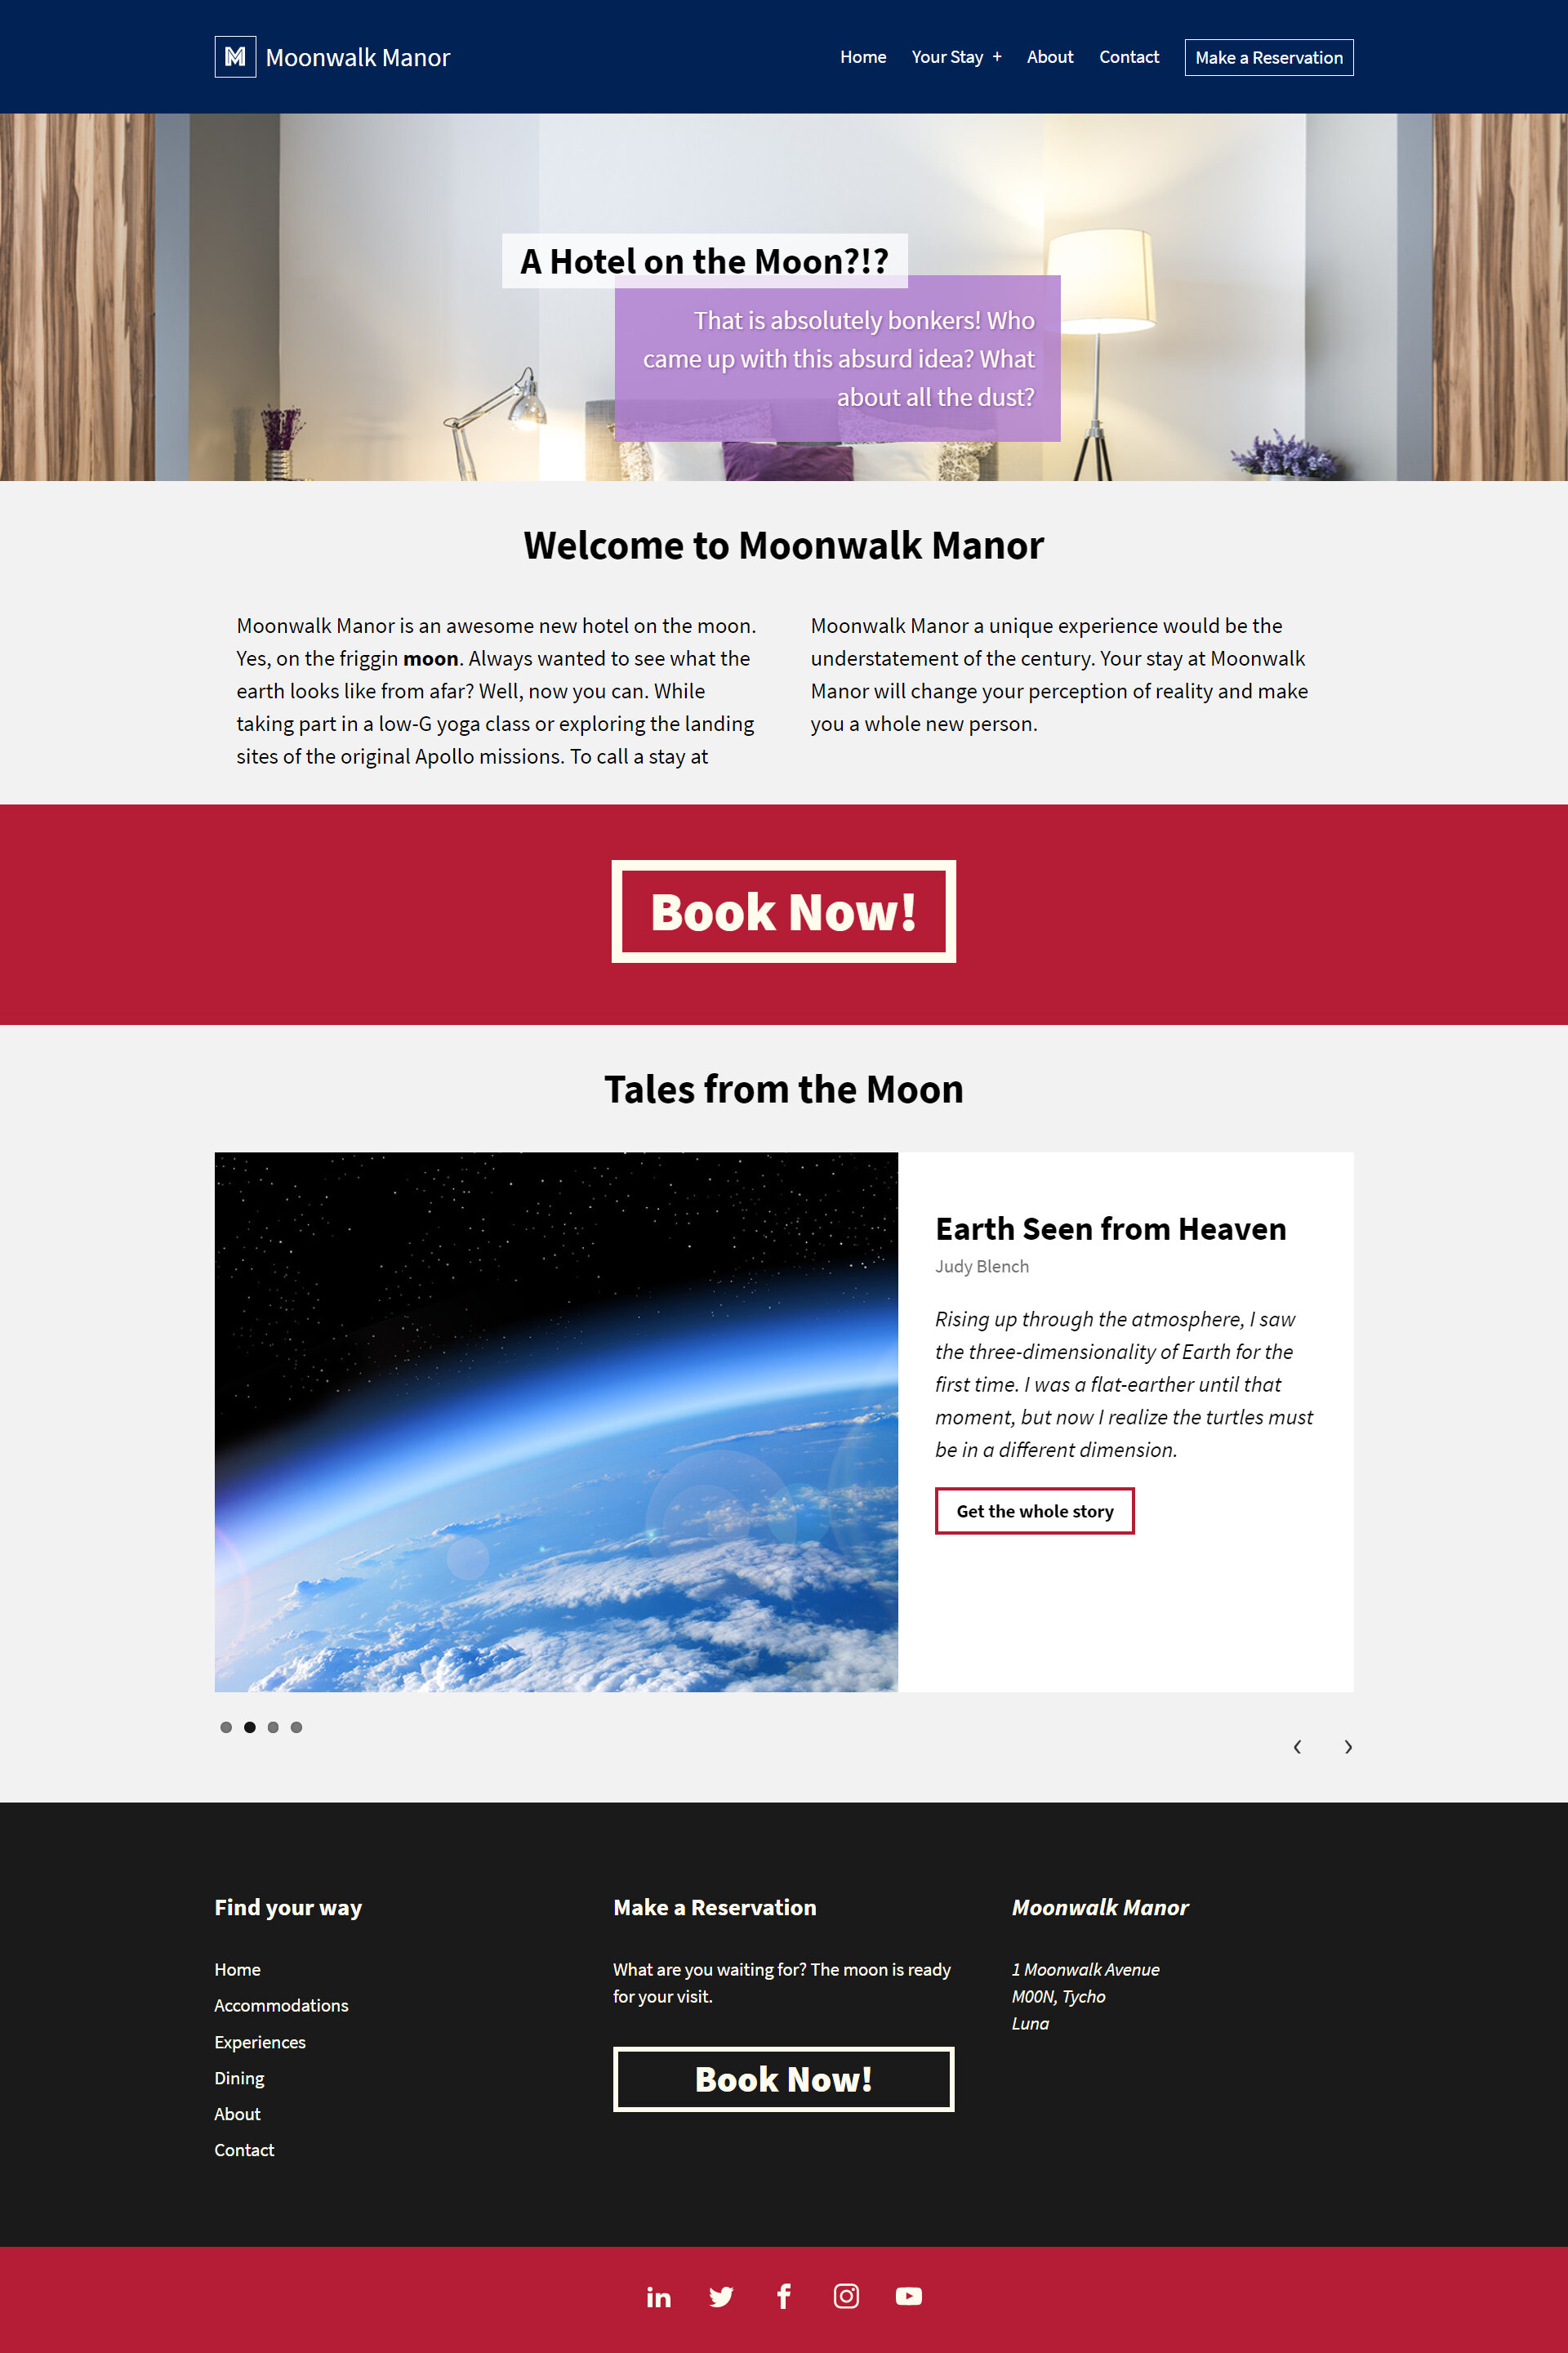 M Moonwalk Manor
Home Your Stay + About Contact Make a Reservation
A Hotel on the Moon?!?
That is absolutely bonkers! Who
came up with this absurd idea? What
about all the dust?
Welcome to Moonwalk Manor
Moonwalk Manor is an awesome new hotel on the moon.
Yes, on the friggin moon. Always wanted to see what the
earth looks like from afar? Well, now you can. While
taking part in a low-G yoga class or exploring the landing
sites of the original Apollo missions. To call a stay at
Moonwalk Manor a unique experience would be the
understatement of the century. Your stay at Moonwalk
Manor will change your perception of reality and make
you a whole new person.
Book Now!
Tales from the Moon
Earth Seen from Heaven
Judy Blench
Rising up through the atmosphere, I saw
the three-dimensionality of Earth for the
first time. I was a flat-earther until that
moment, but now I realize the turtles must
be in a different dimension.
Get the whole story
Find your way
Home
Accommodations
Experiences
Dining
About
Contact
Make a Reservation
What are you waiting for? The moon is ready
for your visit.
Book Now!
Moonwalk Manor
1 Moonwalk Avenue
M00N, Tycho
Luna